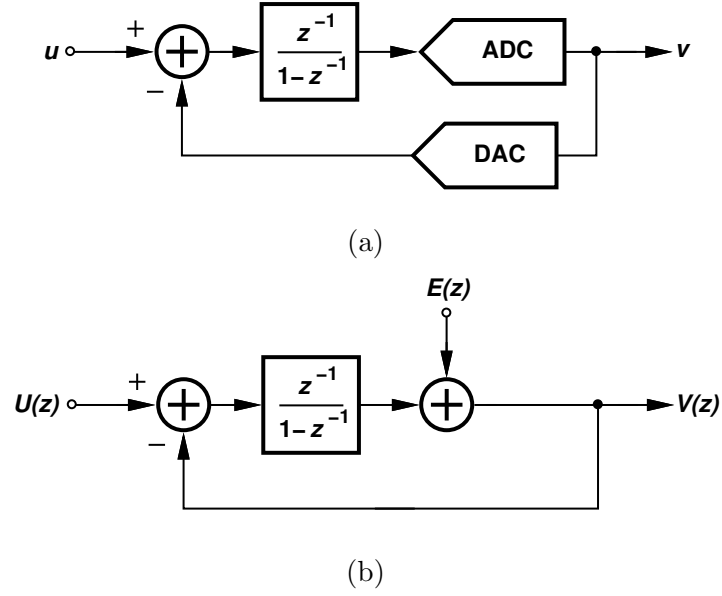 u
+
−
z⁻¹
1− z⁻¹
ADC
v
DAC
(a)
E(z)
U(z)
+
−
z⁻¹
1− z⁻¹
V(z)
(b)